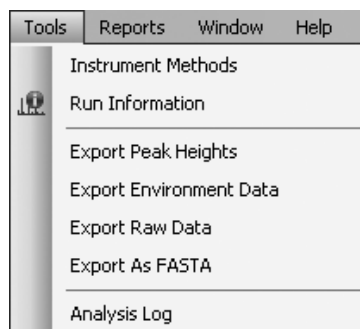 Tools Reports Window Help
Instrument Methods
Run Information
Export Peak Heights
Export Environment Data
Export Raw Data
Export As FASTA
Analysis Log